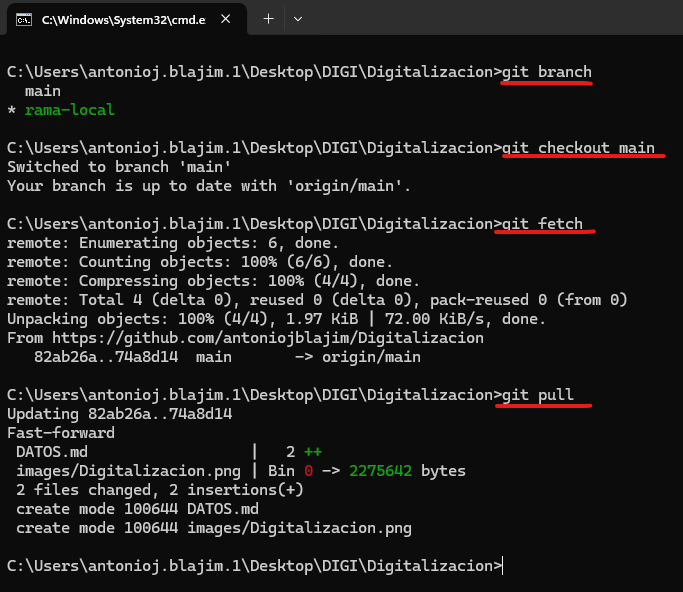 C:\Windows\System32\cmd.e
C:\Users\antonioj.blajim.1\Desktop\DIGI\Digitalizacion>git branch
  main
* rama-local
C:\Users\antonioj.blajim.1\Desktop\DIGI\Digitalizacion>git checkout main
Switched to branch 'main'
Your branch is up to date with 'origin/main'.
C:\Users\antonioj.blajim.1\Desktop\DIGI\Digitalizacion>git fetch
remote: Enumerating objects: 6, done.
remote: Counting objects: 100% (6/6), done.
remote: Compressing objects: 100% (4/4), done.
remote: Total 4 (delta 0), reused 0 (delta 0), pack-reused 0 (from 0)
Unpacking objects: 100% (4/4), 1.97 KiB | 72.00 KiB/s, done.
From https://github.com/antoniojblajim/Digitalizacion
   82ab26a..74a8d14  main       -> origin/main
C:\Users\antonioj.blajim.1\Desktop\DIGI\Digitalizacion>git pull
Updating 82ab26a..74a8d14
Fast-forward
 DATOS.md                  |   2 ++
 images/Digitalizacion.png | Bin 0 -> 2275642 bytes
 2 files changed, 2 insertions(+)
 create mode 100644 DATOS.md
 create mode 100644 images/Digitalizacion.png
C:\Users\antonioj.blajim.1\Desktop\DIGI\Digitalizacion>